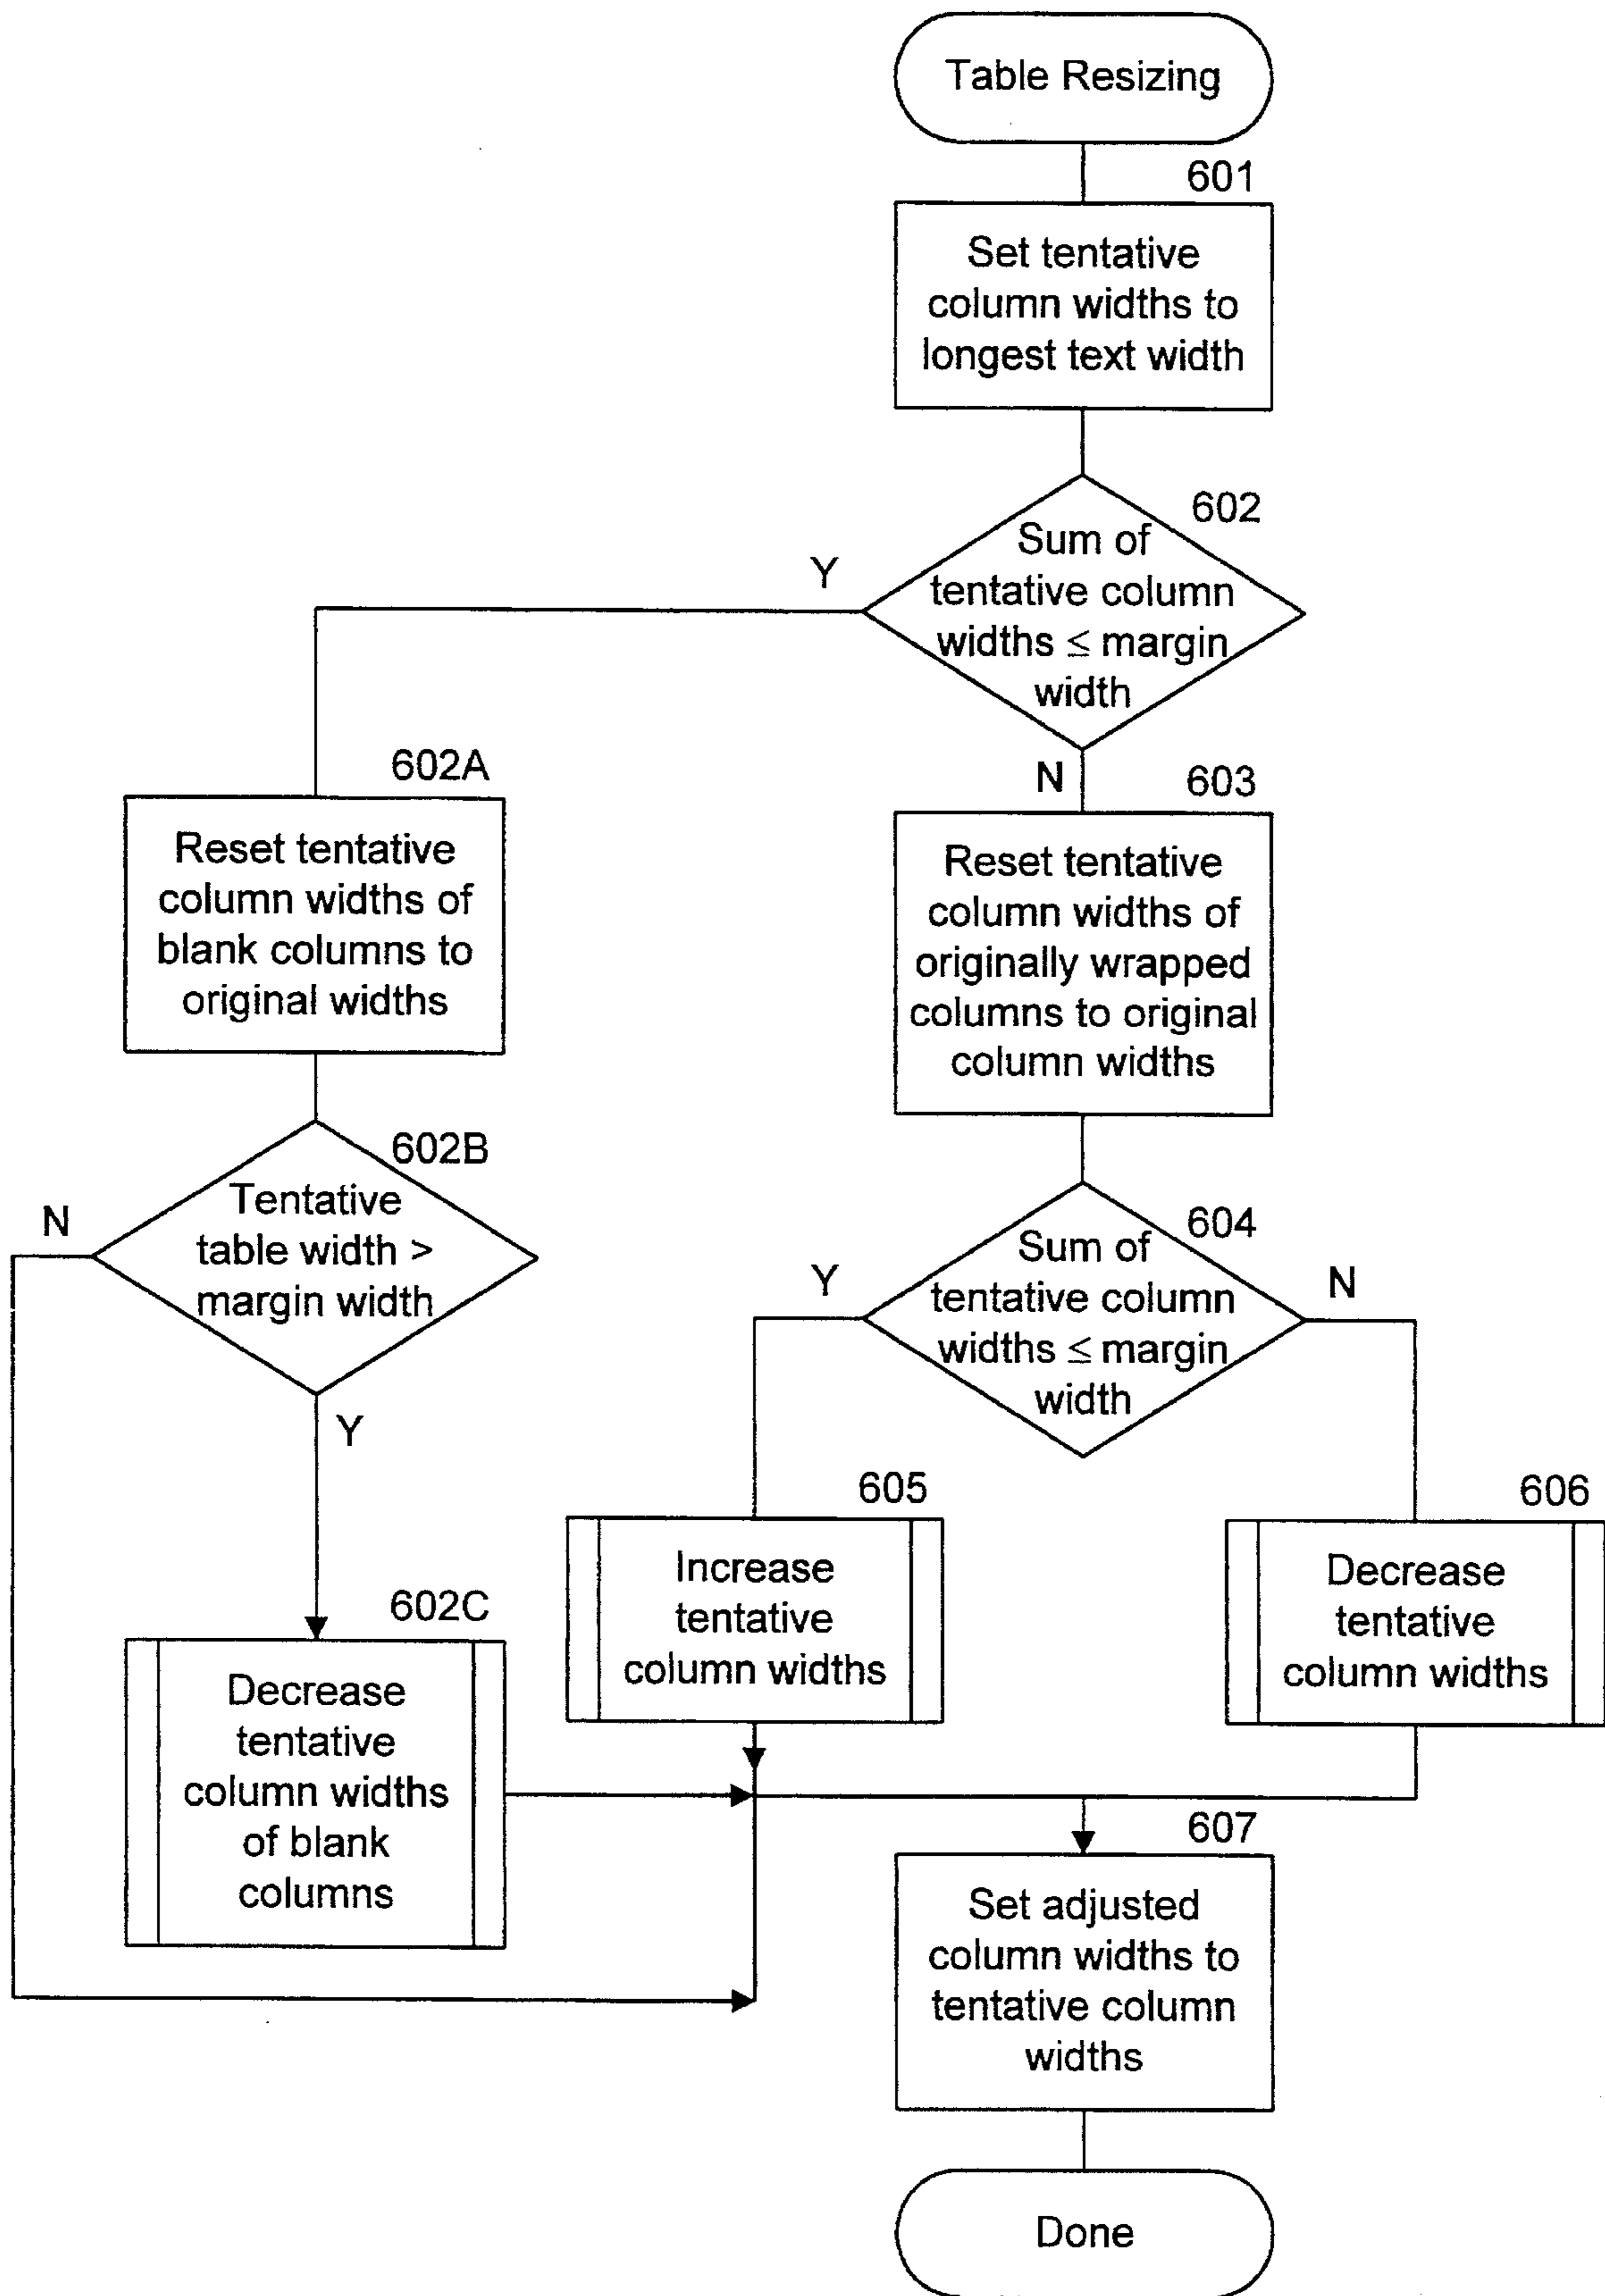 Table Resizing
601
Set tentative
column widths to
longest text width
602
Sum of
tentative column
widths ≤ margin
width
Y
N
602A
Reset tentative
column widths of
blank columns to
original widths
603
Reset tentative
column widths of
originally wrapped
columns to original
column widths
602B
Tentative
table width >
margin width
N
Y
604
Sum of
tentative column
widths ≤ margin
width
Y
N
605
Increase
tentative
column widths
606
Decrease
tentative
column widths
602C
Decrease
tentative
column widths
of blank
columns
607
Set adjusted
column widths to
tentative column
widths
Done